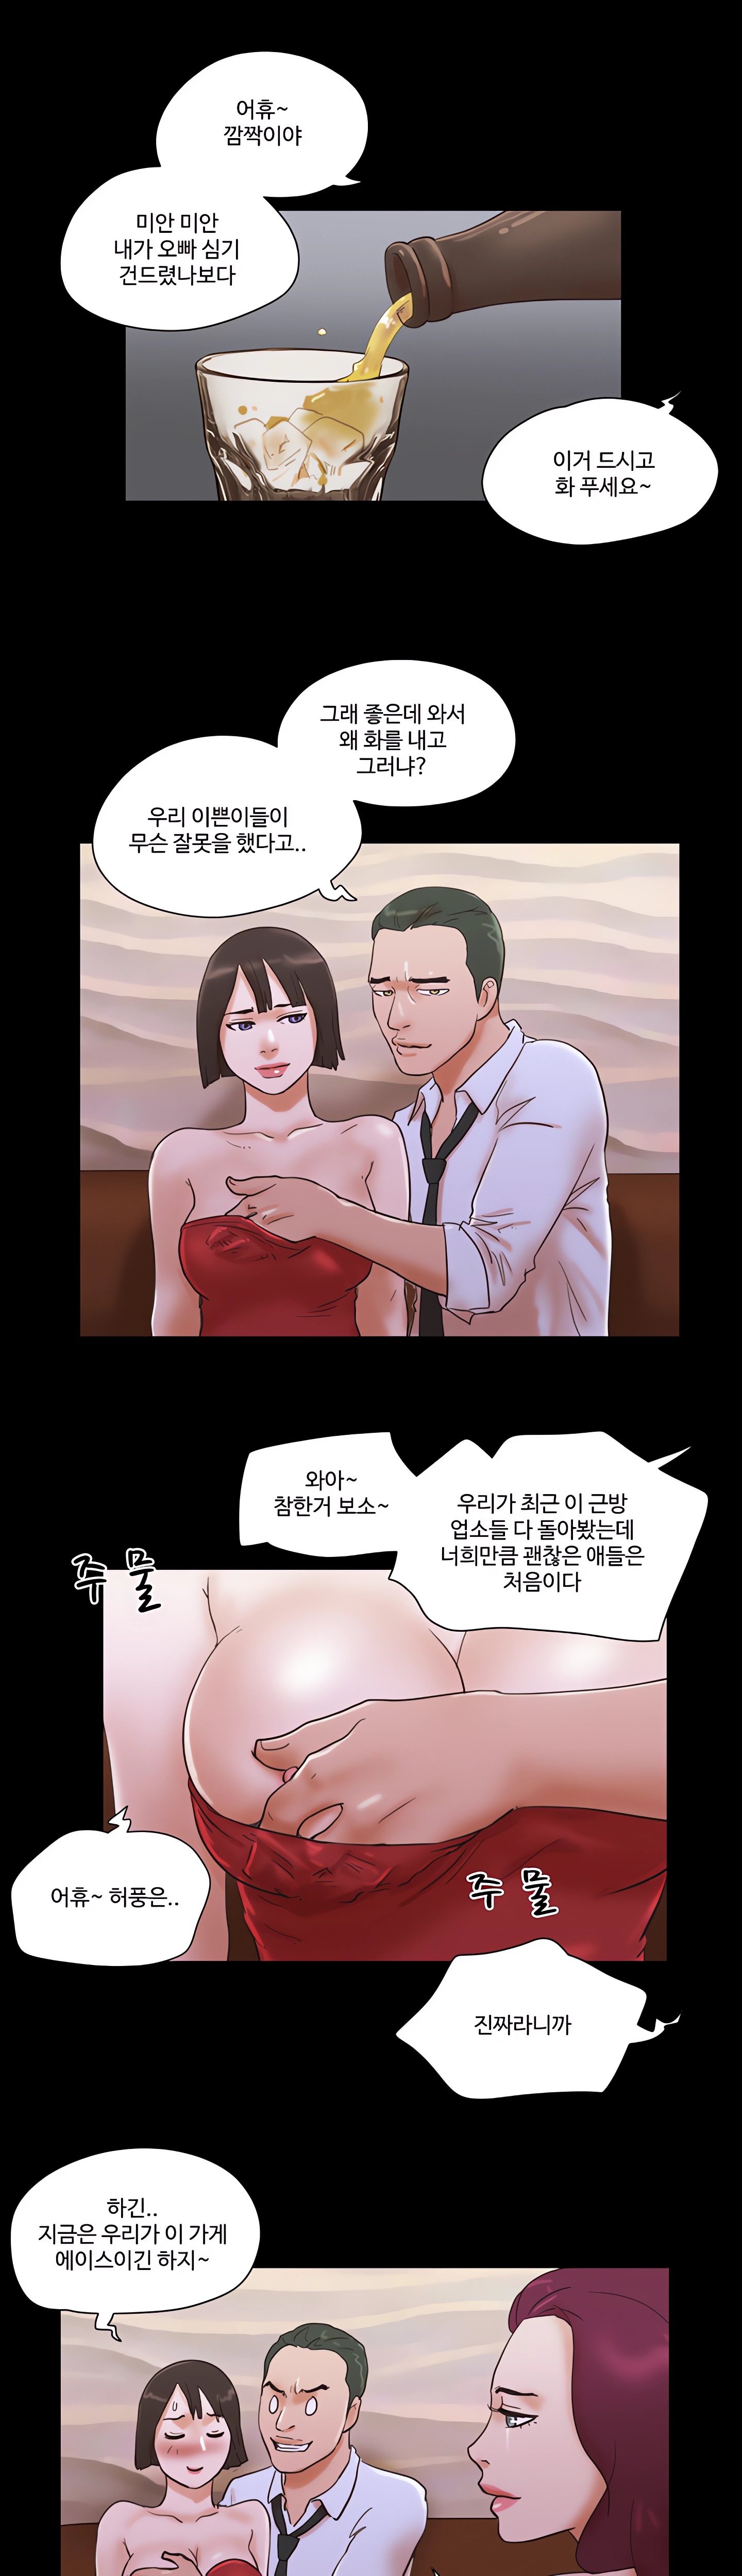 어휴~
깜짝이야
미안 미안
내가 오빠 심기
건드렸나보다
이거 드시고
화 푸세요~
그래 좋은데 와서
왜 화를 내고
그러냐?
우리 이쁜이들이
무슨 잘못을 했다고..
와아~
참한거 보소~
우리가 최근 이 근방
업소들 다 돌아봤는데
너희만큼 괜찮은 애들은
처음이다
주 물
어휴~ 허풍은..
주 물
진짜라니까
하긴..
지금은 우리가 이 가게
에이스이긴 하지~